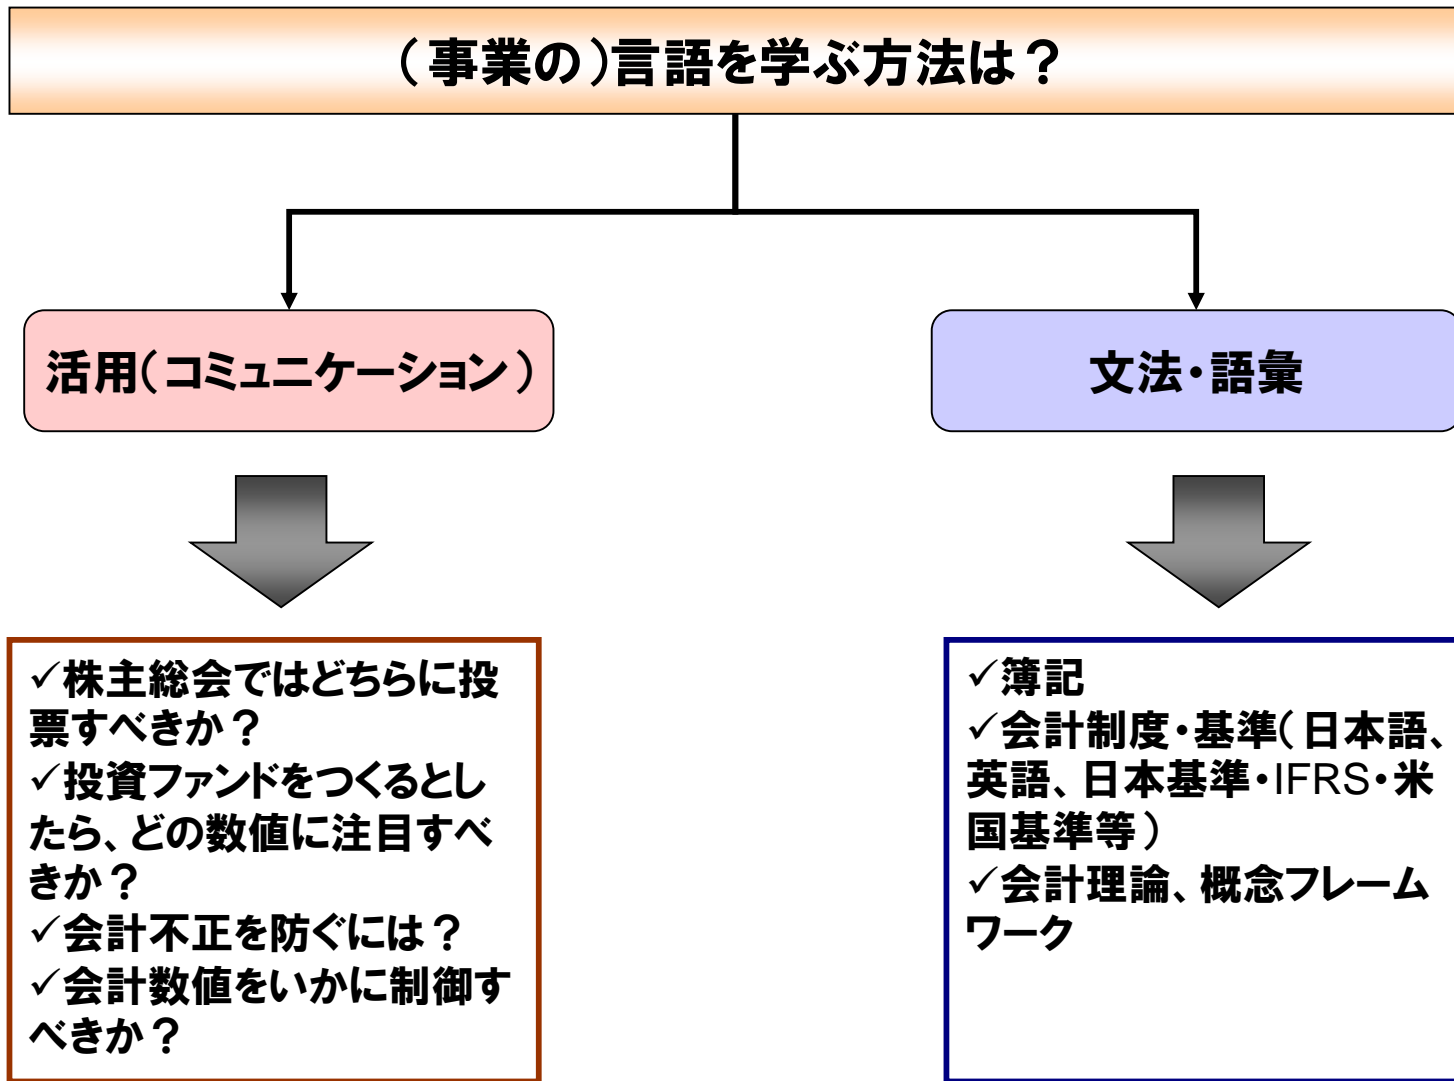 （事業の）言語を学ぶ方法は？
活用（コミュニケーション）
文法・語彙
✓株主総会ではどちらに投
票すべきか？
✓投資ファンドをつくるとし
たら、どの数値に注目すべ
きか？
✓会計不正を防ぐには？
✓会計数値をいかに制御す
べきか？
✓簿記
✓会計制度・基準（日本語、
英語、日本基準・IFRS・米
国基準等）
✓会計理論、概念フレーム
ワーク